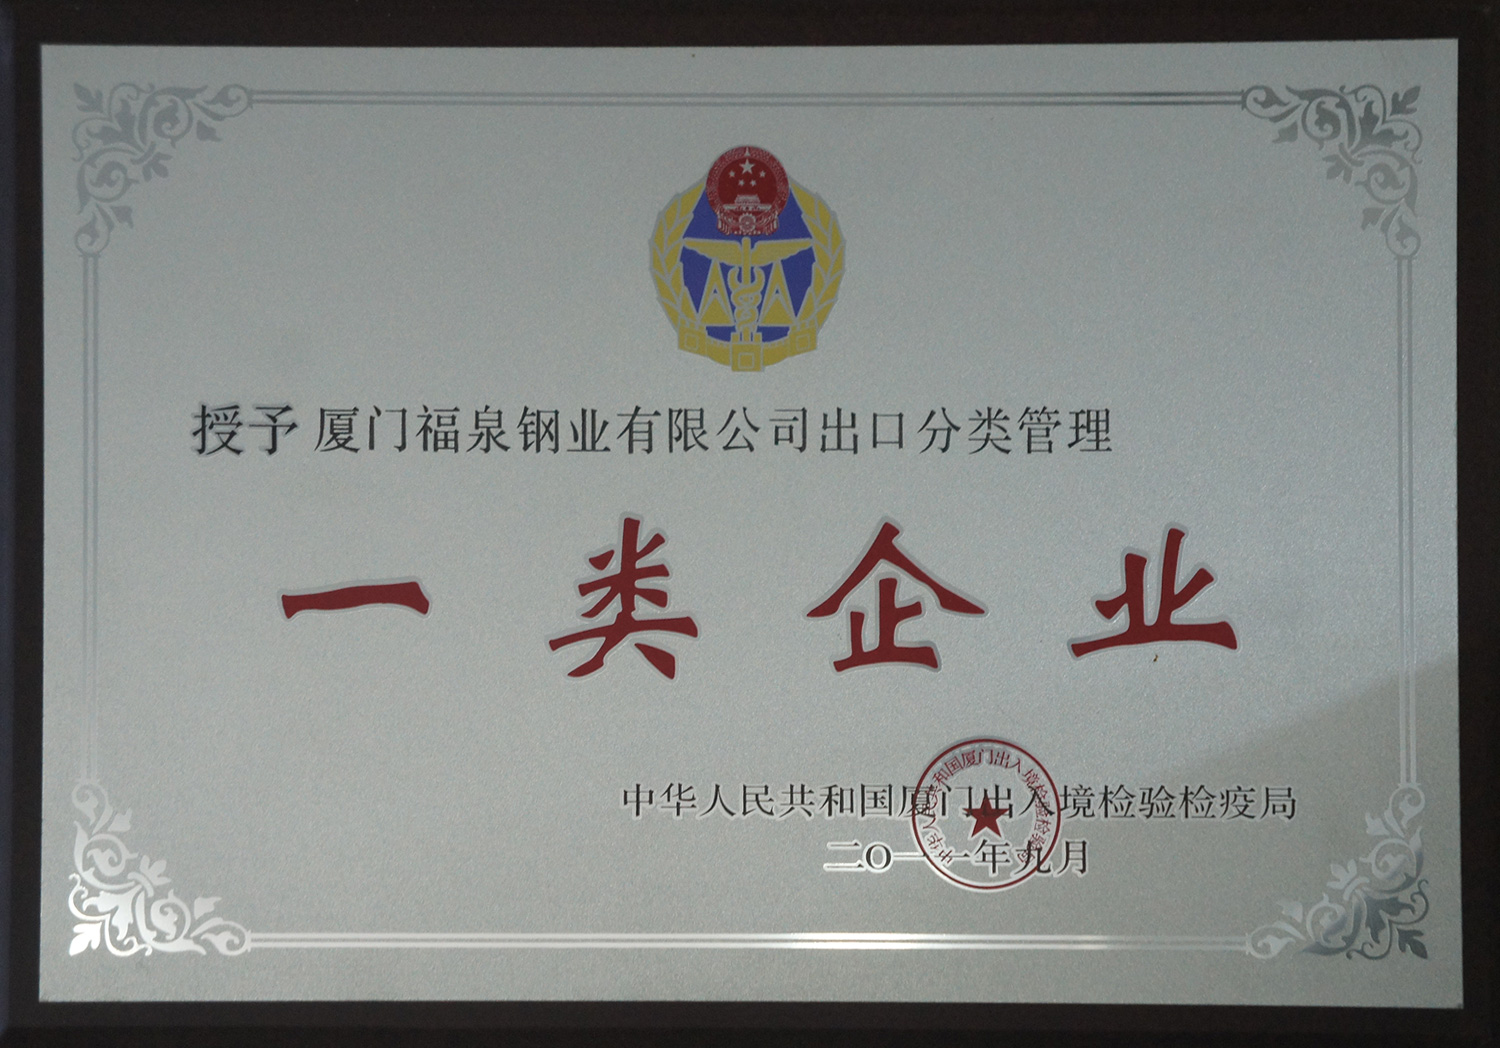 授予 厦门福泉钢业有限公司出口分类管理
一类企业
中华人民共和国厦门出入境检验检疫局
二〇一一年九月